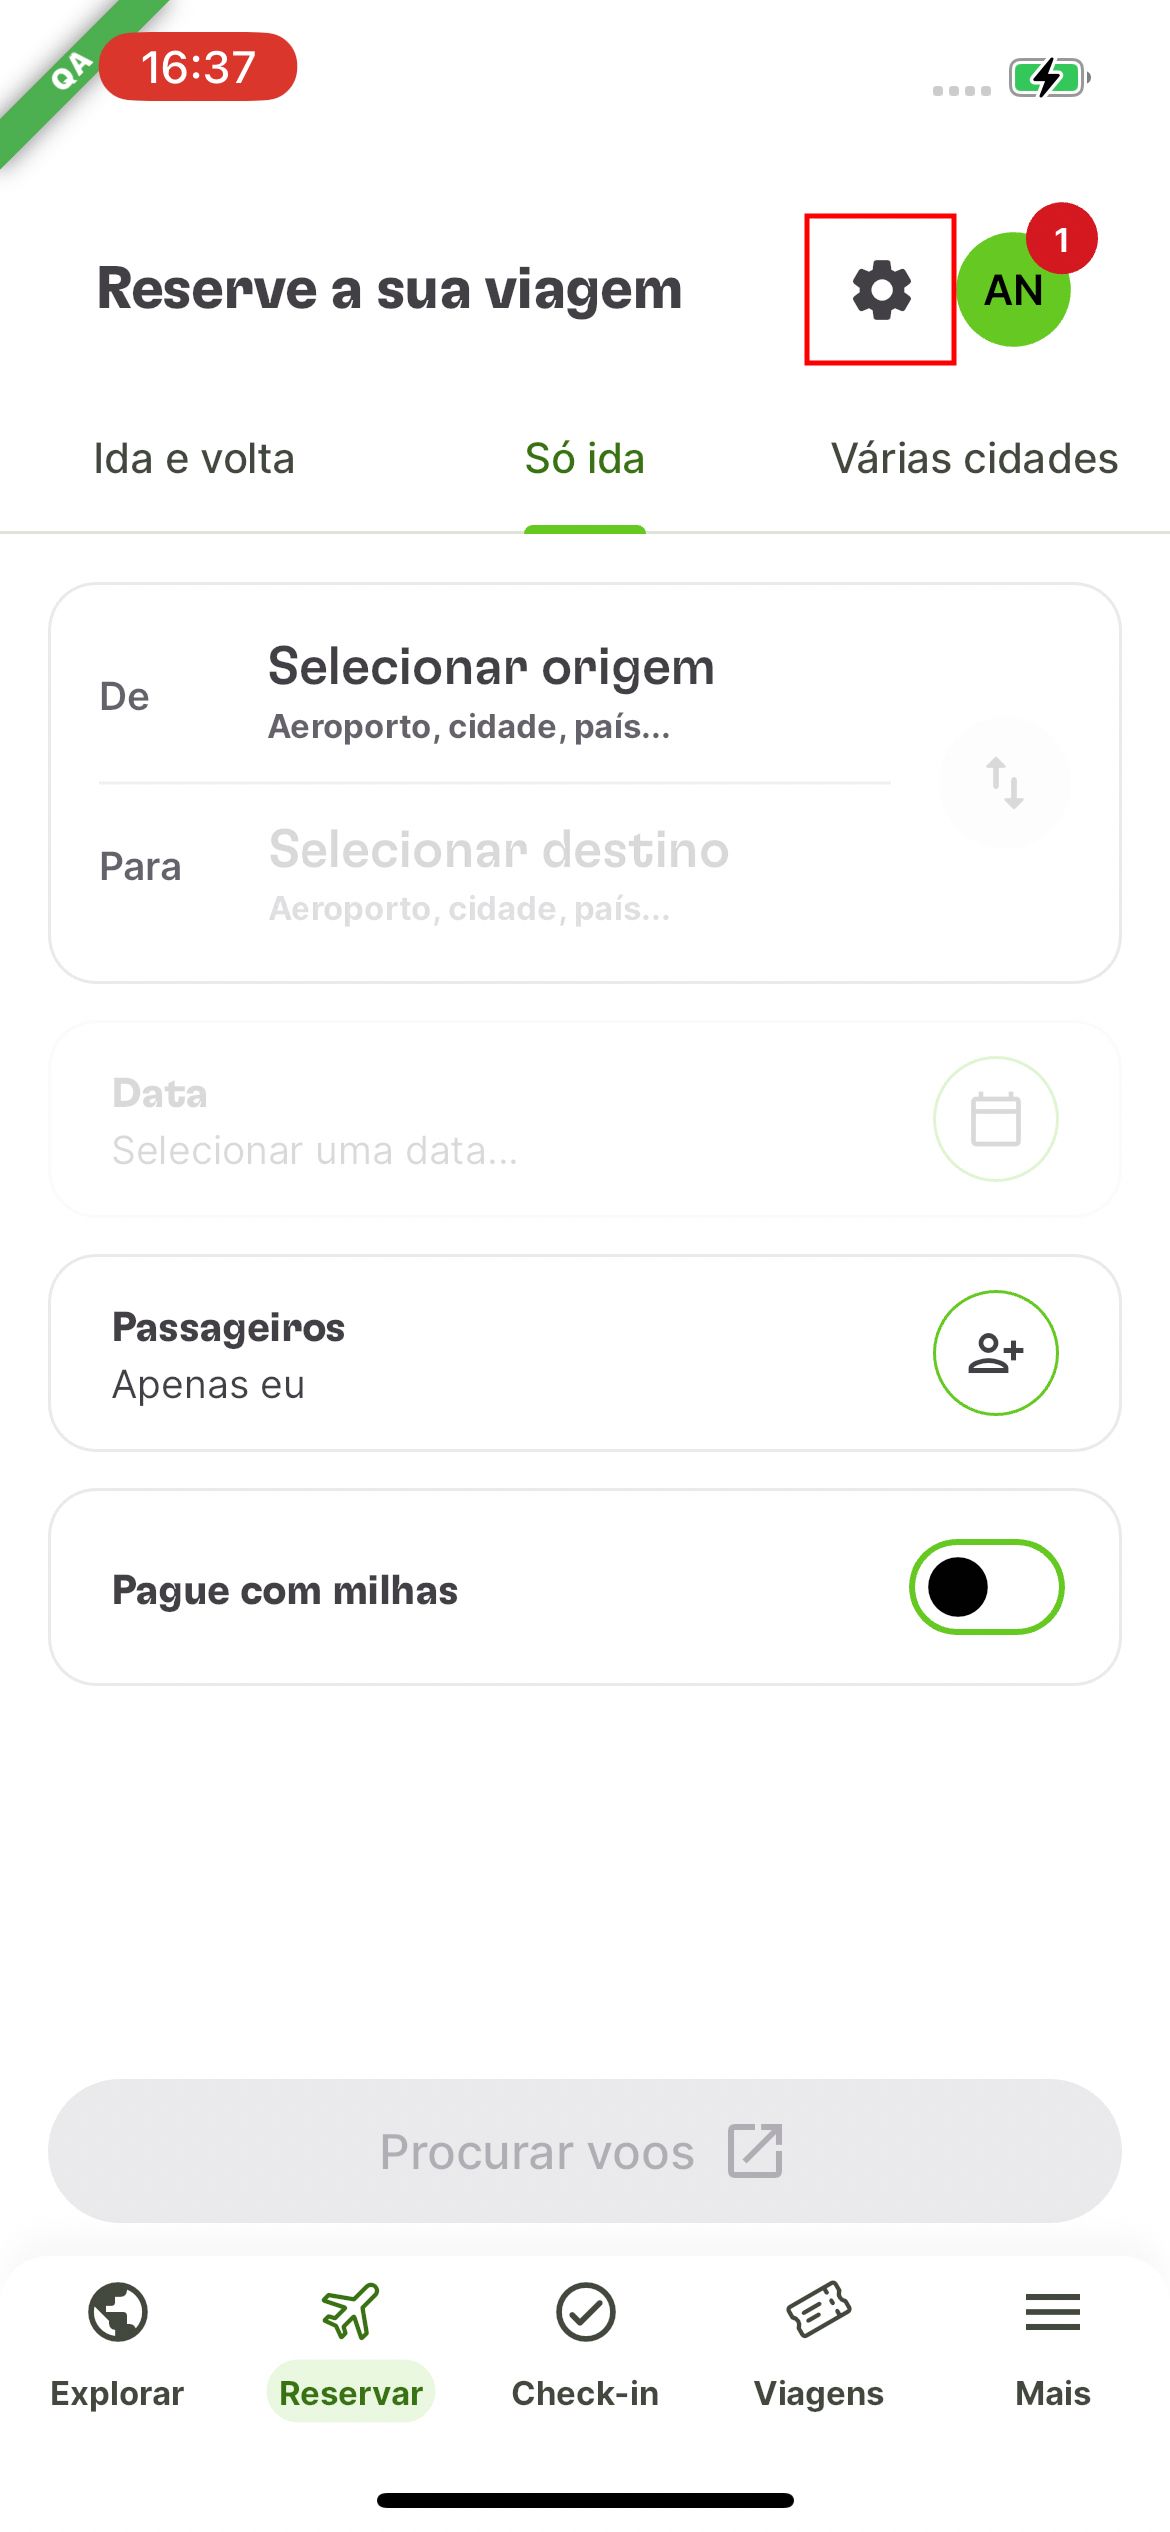 QA
16:37
Reserve a sua viagem
AN
1
Ida e volta
Só ida
Várias cidades
De
Selecionar origem
Aeroporto, cidade, país...
Para
Selecionar destino
Aeroporto, cidade, país...
Data
Selecionar uma data...
Passageiros
Apenas eu
Pague com milhas
Procurar voos
Explorar
Reservar
Check-in
Viagens
Mais